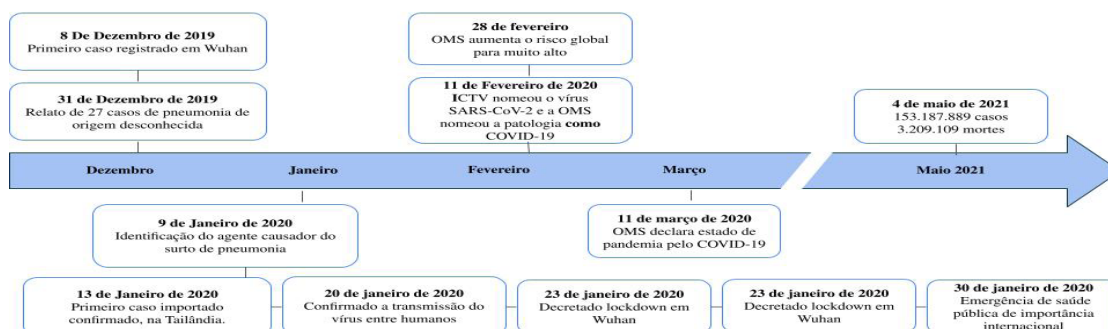 8 De Dezembro de 2019
Primeiro caso registrado em Wuhan
31 de Dezembro de 2019
Relato de 27 casos de pneumonia de
origem desconhecida
28 de fevereiro
OMS aumenta o risco global
para muito alto
11 de Fevereiro de 2020
ICTV nomeou o vírus
SARS-CoV-2 e a OMS
nomeou a patologia como
COVID-19
4 de maio de 2021
153.187.889 casos
3.209.109 mortes
Dezembro
Janeiro
Fevereiro
Março
Maio 2021
9 de Janeiro de 2020
Identificação do agente causador do
surto de pneumonia
11 de março de 2020
OMS declara estado de
pandemia pelo COVID-19
13 de Janeiro de 2020
Primeiro caso importado
confirmado, na Tailândia.
20 de janeiro de 2020
Confirmado a transmissão do
vírus entre humanos
23 de janeiro de 2020
Decretado lockdown em
Wuhan
23 de janeiro de 2020
Decretado lockdown em
Wuhan
30 de janeiro de 2020
Emergência de saúde
pública de importância
internacional